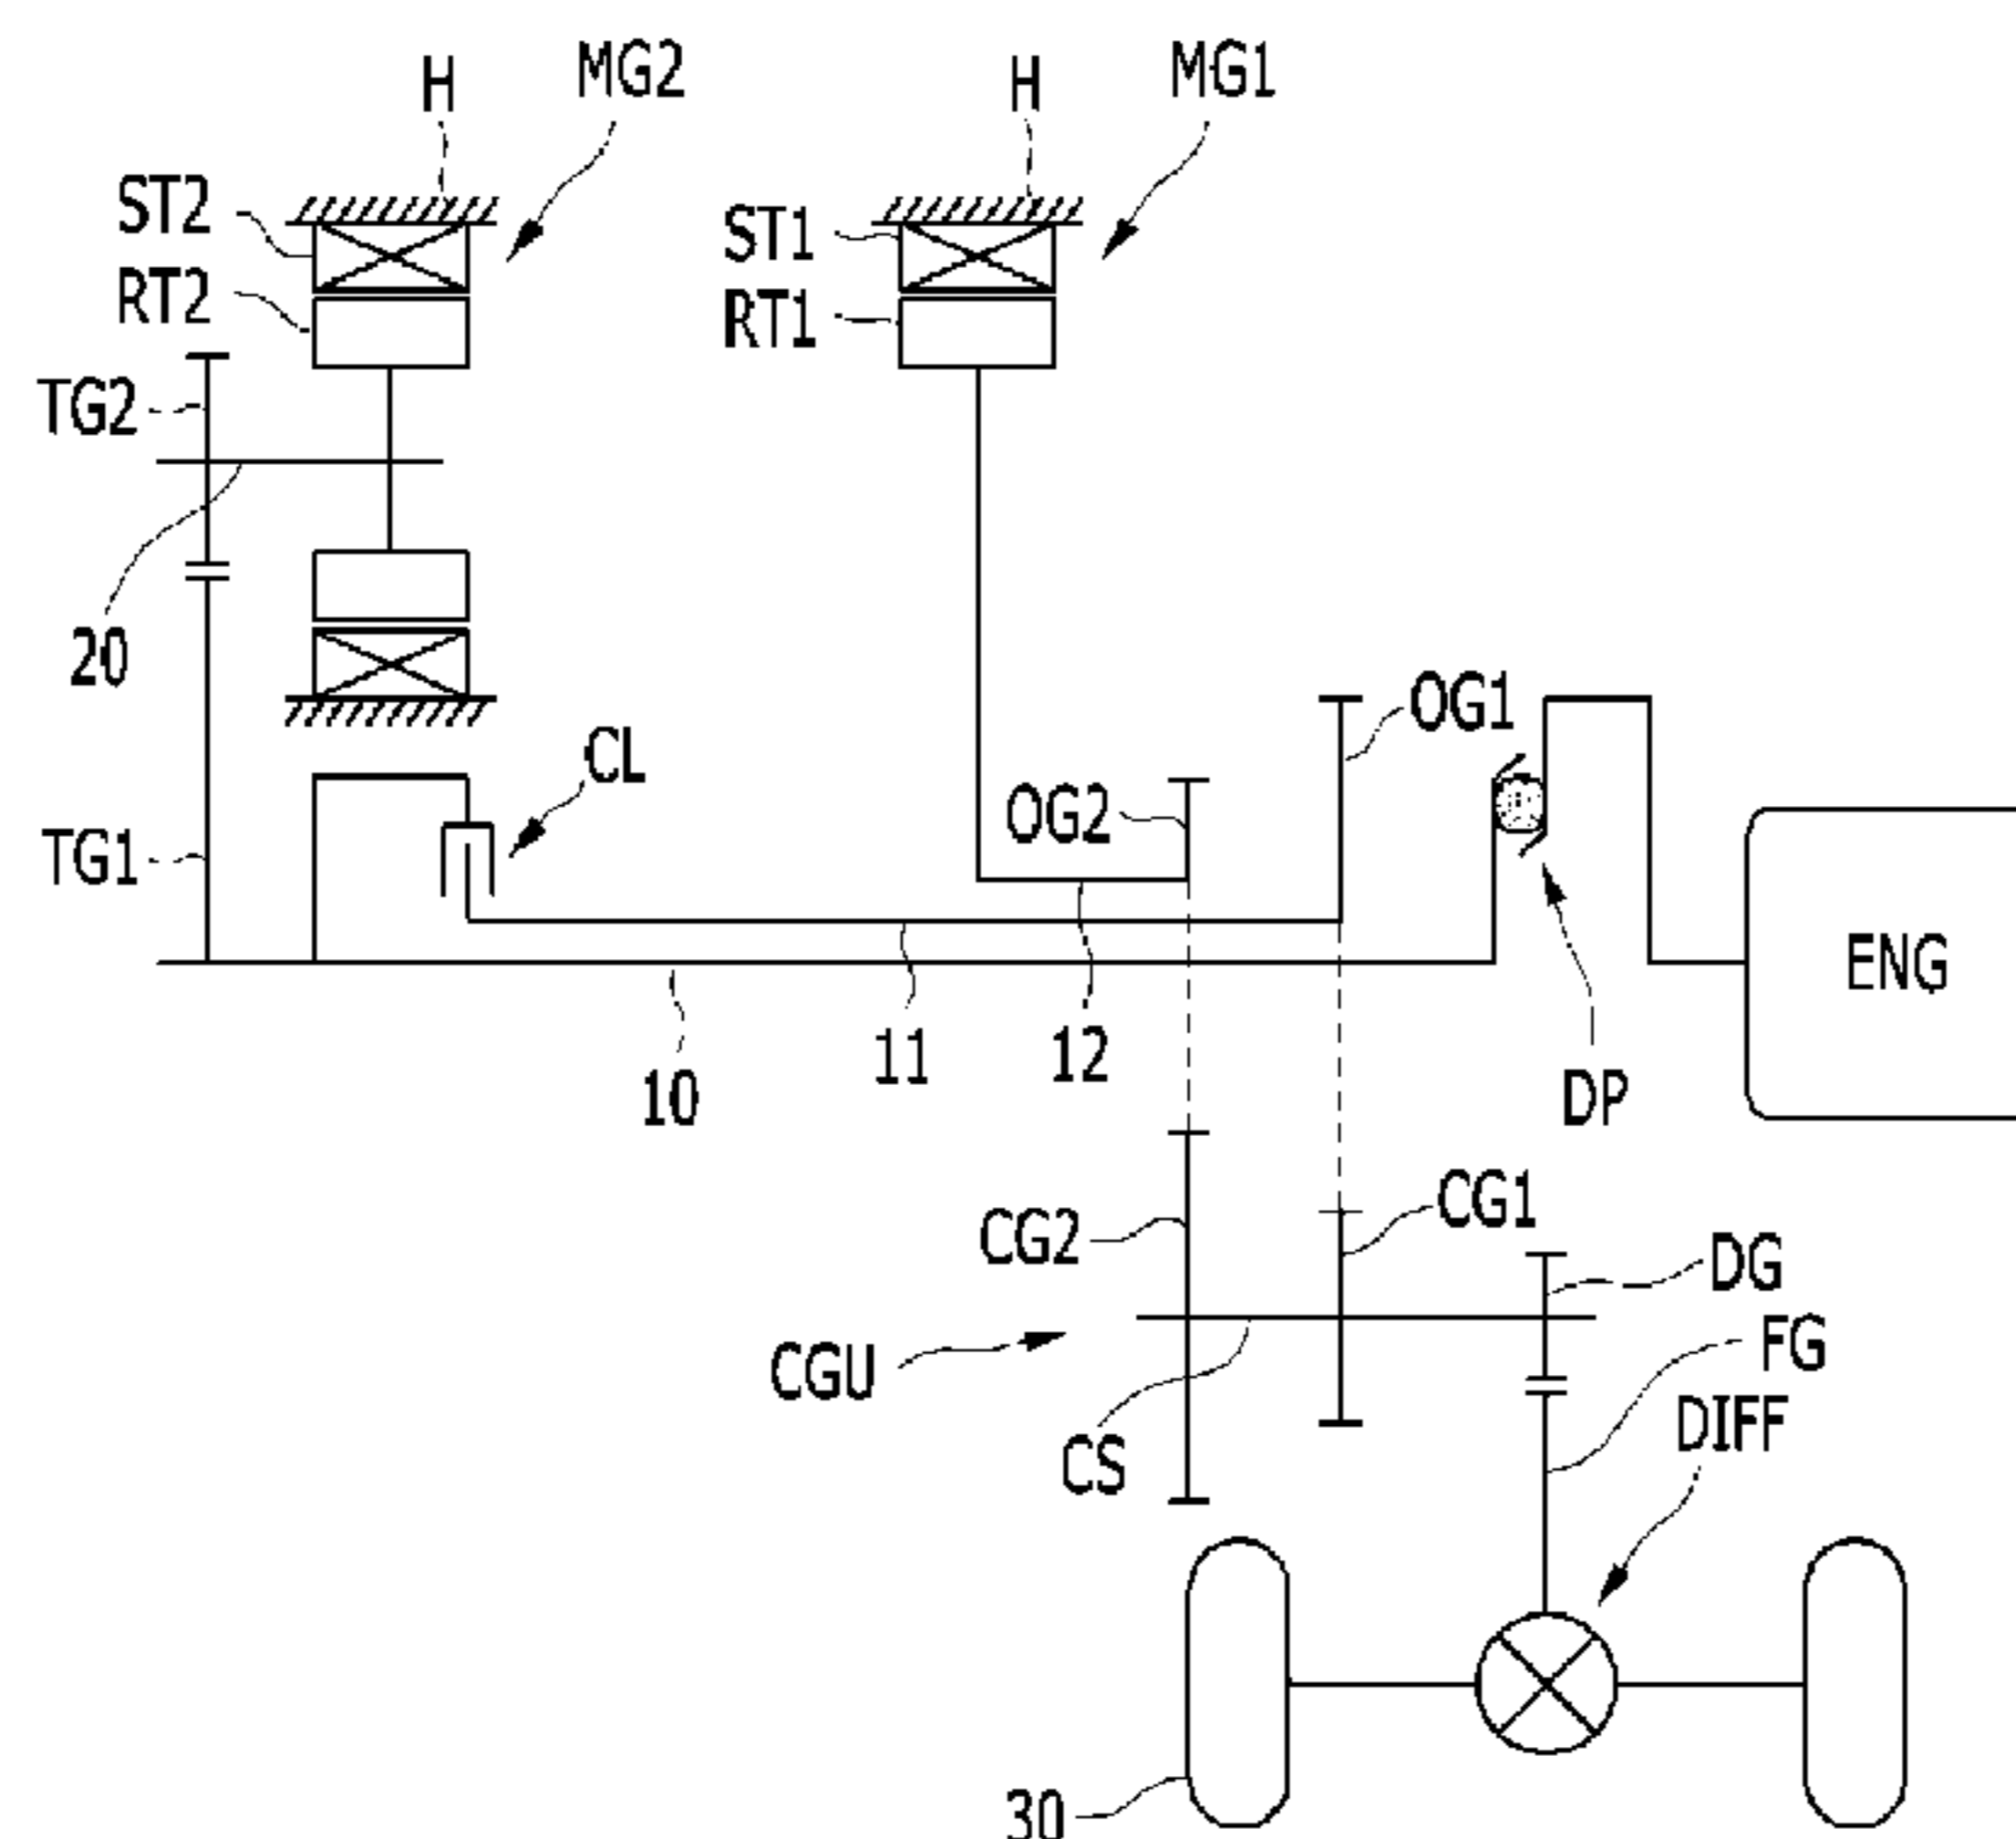 H
MG2
H
MG1
ST2
ST1
RT2
RT1
TG2
20
OG1
CL
OG2
TG1
ENG
11
12
10
DP
CG1
CG2
DG
FG
CGU
DIFF
CS
30